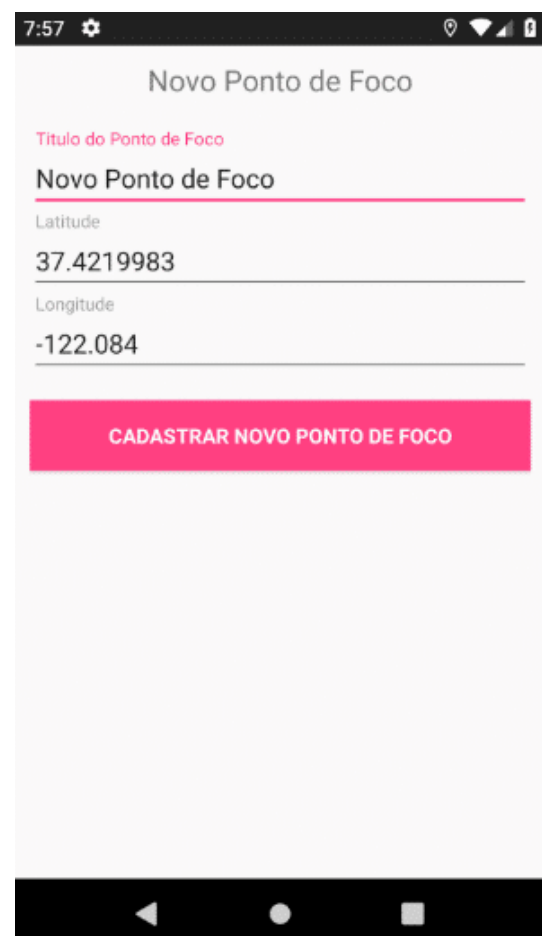 7:57
Novo Ponto de Foco
Titulo do Ponto de Foco
Novo Ponto de Foco
Latitude
37.4219983
Longitude
-122.084
CADASTRAR NOVO PONTO DE FOCO